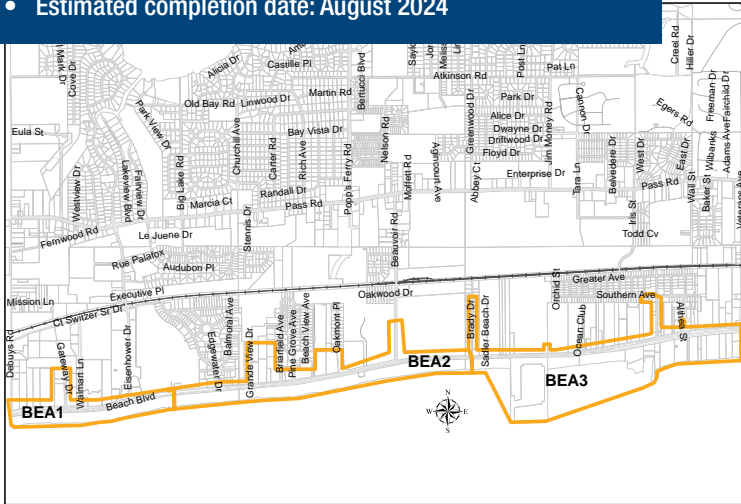 • Estimated completion date: August 2024
Mark Dr
Cove Dr
Alicia Dr
Castille Pl
Bertucci Blvd
Atkinson Rd
Post Ln
Pat Ln
Creel Rd
Hiller Dr
Old Bay Rd
Linwood Dr
Martin Rd
Park View Dr
Park Dr
Cannon Dr
Egers Rd
Freeman Dr
Fairchild Dr
Eula St
Churchill Ave
Bay Vista Dr
Nelson Rd
Greenwood Dr
Alice Dr
Dwayne Dr
Driftwood Dr
Floyd Dr
Jim Money Rd
Belvedere Dr
West Dr
East Dr
Wilbanks
Adams Ave
Westview Dr
Lakeview Blvd
Fairview Dr
Big Lake Rd
Carter Rd
Rich Ave
Popp's Ferry Rd
Moffett Rd
Agincourt Ave
Abbey Ct
Enterprise Dr
Tara Ln
Pass Rd
Wall St
Baker St
Veterans Ave
Marcia Ct
Randall Dr
Pass Rd
Fernwood Rd
Le Juene Dr
Stennis Dr
Beauvoir Rd
Iris St
Todd Cv
Rue Palafox
Audubon Pl
Mission Ln
Executive Pl
Oakwood Dr
Orchid St
Greater Ave
Southern Ave
Ct Switzer Sr Dr
Debuys Rd
Gateway Dr
Walmart Ln
Eisenhower Dr
Edgewater Dr
Balmoral Ave
Grande View Dr
Briarfield Ave
Pine Grove Ave
Beach View Ave
Oakmont Pl
Brady Dr
Sadler Beach Dr
Ocean Club
Althea St
BEA1
Beach Blvd
BEA2
BEA3
N
W
E
S